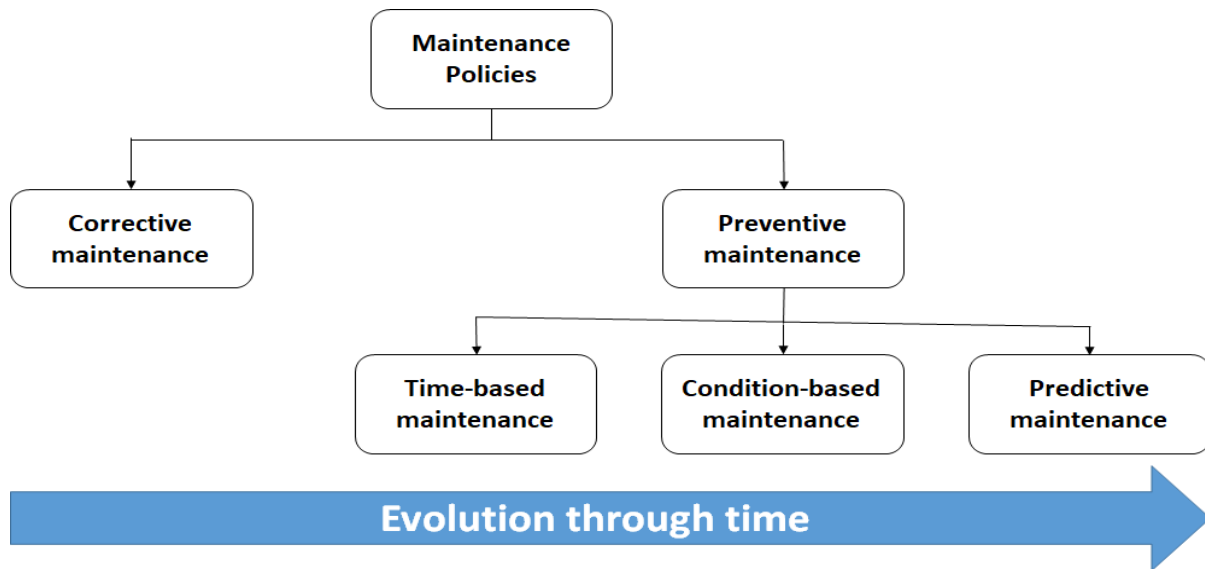 Maintenance
Policies
Corrective
maintenance
Preventive
maintenance
Time-based
maintenance
Condition-based
maintenance
Predictive
maintenance
Evolution through time